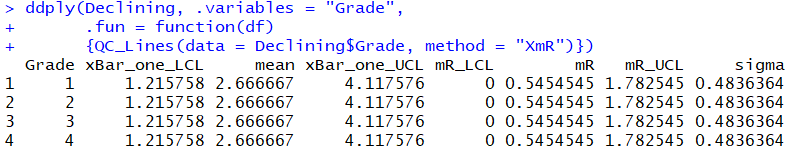 > ddply(Declining, .variables = "Grade",
+       .fun = function(df)
+       {QC_Lines(data = Declining$Grade, method = "XmR")})
  Grade xBar_one_LCL     mean xBar_one_UCL mR_LCL        mR   mR_UCL     sigma
1     1     1.215758 2.666667     4.117576      0 0.5454545 1.782545 0.4836364
2     2     1.215758 2.666667     4.117576      0 0.5454545 1.782545 0.4836364
3     3     1.215758 2.666667     4.117576      0 0.5454545 1.782545 0.4836364
4     4     1.215758 2.666667     4.117576      0 0.5454545 1.782545 0.4836364